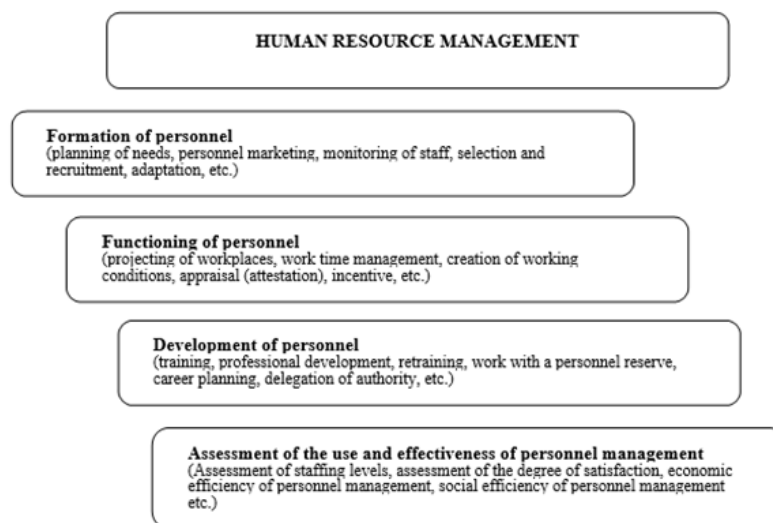 HUMAN RESOURCE MANAGEMENT
Formation of personnel
(planning of needs, personnel marketing, monitoring of staff, selection and
recruitment, adaptation, etc.)
Functioning of personnel
(projecting of workplaces, work time management, creation of working
conditions, appraisal (attestation), incentive, etc.)
Development of personnel
(training, professional development, retraining, work with a personnel reserve,
career planning, delegation of authority, etc.)
Assessment of the use and effectiveness of personnel management
(Assessment of staffing levels, assessment of the degree of satisfaction, economic
efficiency of personnel management, social efficiency of personnel management
etc.)